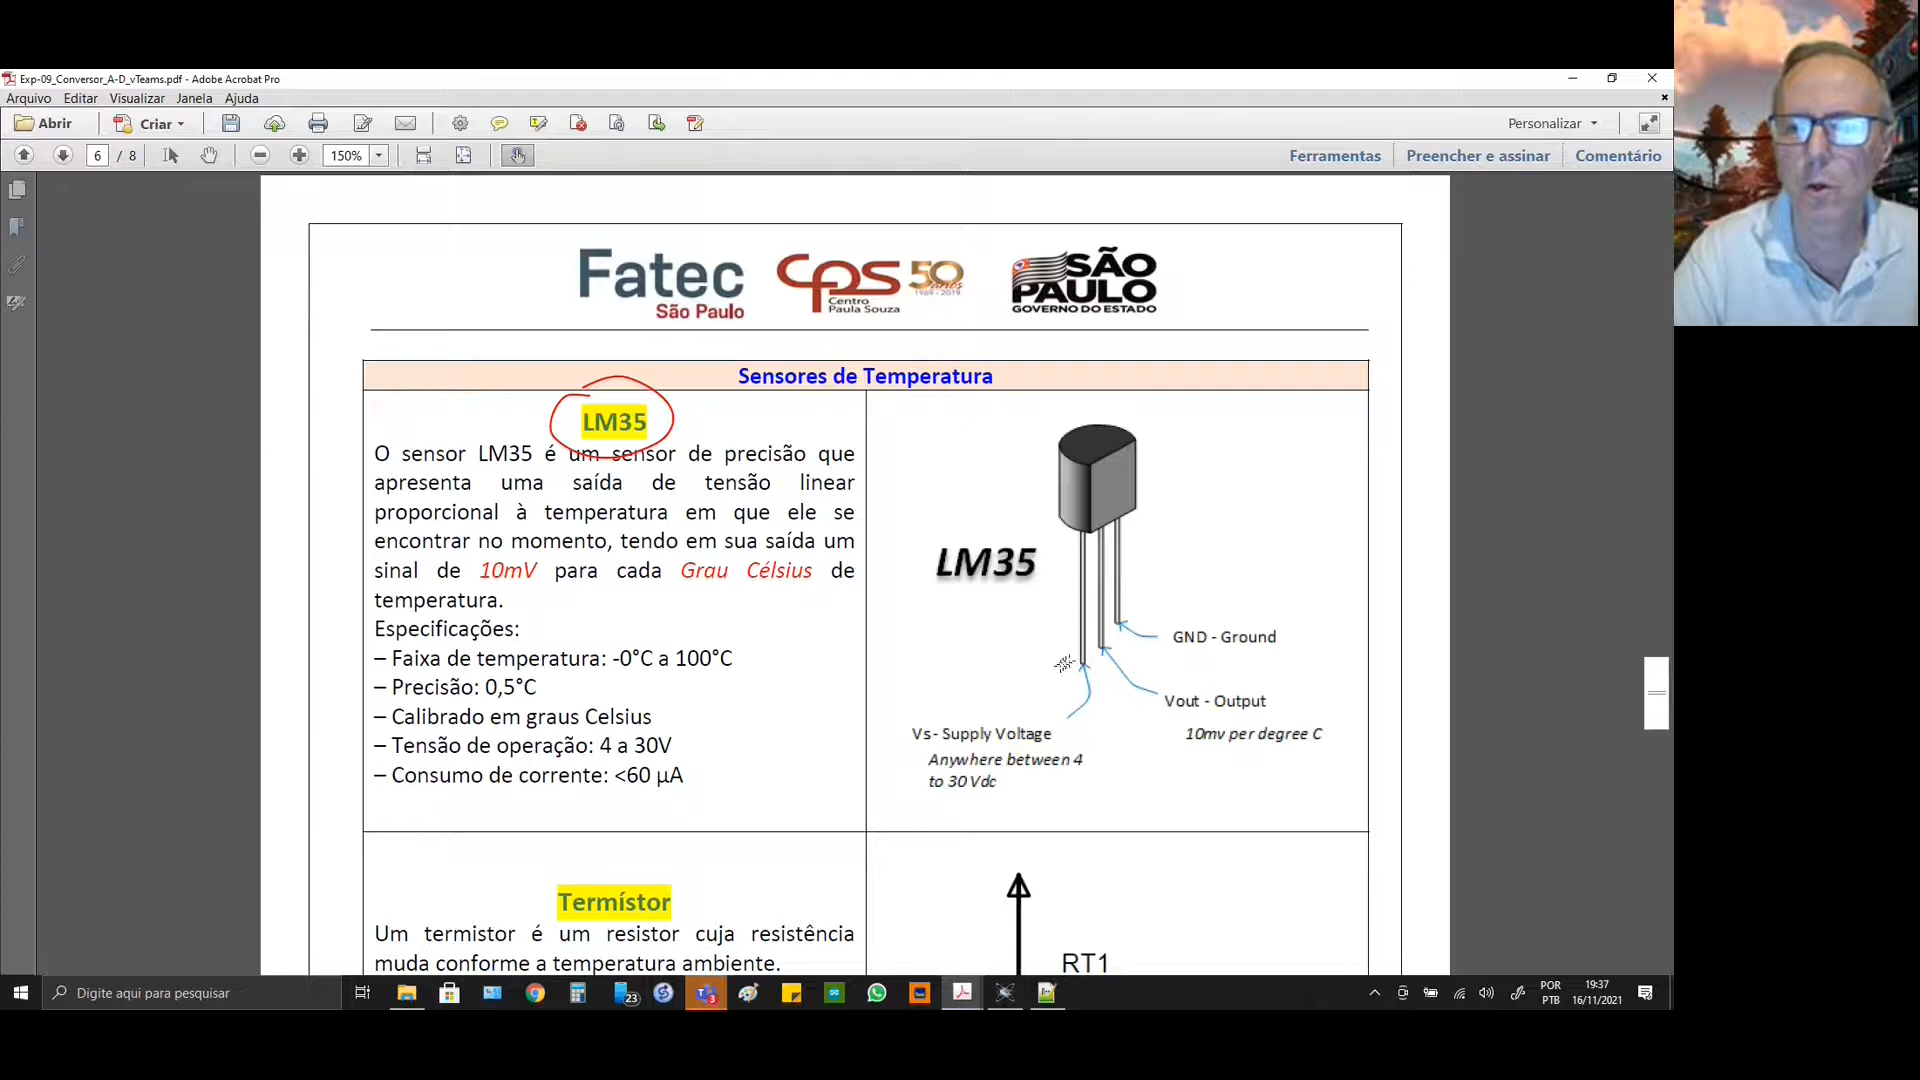 Exp-09_Conversor_A-D_vTeams.pdf - Adobe Acrobat Pro
Arquivo Editar Visualizar Janela Ajuda
Abrir Criar Personalizar
6 / 8 150% Ferramentas Preencher e assinar Comentário
Fatec
São Paulo
CPS 50 anos
1969 - 2019
Centro
Paula Souza
SÃO
PAULO
GOVERNO DO ESTADO
Sensores de Temperatura
LM35
O sensor LM35 é um sensor de precisão que
apresenta uma saída de tensão linear
proporcional à temperatura em que ele se
encontrar no momento, tendo em sua saída um
sinal de 10mV para cada Grau Célsius de
temperatura.
Especificações:
– Faixa de temperatura: -0°C a 100°C
– Precisão: 0,5°C
– Calibrado em graus Celsius
– Tensão de operação: 4 a 30V
– Consumo de corrente: <60 µA
LM35
GND - Ground
Vout - Output
10mv per degree C
Vs - Supply Voltage
Anywhere between 4
to 30 Vdc
Termístor
Um termistor é um resistor cuja resistência
muda conforme a temperatura ambiente.
RT1
Digite aqui para pesquisar
23
3
POR
PTB
19:37
16/11/2021